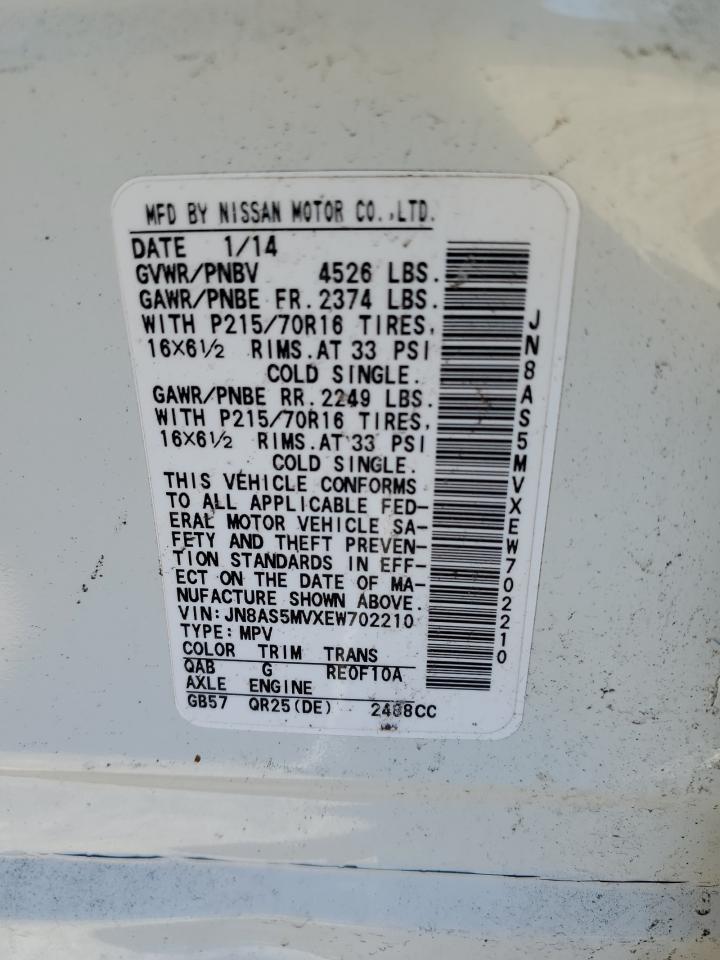 MFD BY NISSAN MOTOR CO.,LTD.
DATE 1/14
GVWR/PNBV 4526 LBS.
GAWR/PNBE FR. 2374 LBS.
WITH P215/70R16 TIRES,
16X6½ RIMS. AT 33 PSI
COLD SINGLE.
GAWR/PNBE RR. 2249 LBS.
WITH P215/70R16 TIRES,
16X6½ RIMS. AT 33 PSI
COLD SINGLE.
THIS VEHICLE CONFORMS
TO ALL APPLICABLE FED-
ERAL MOTOR VEHICLE SA-
FETY AND THEFT PREVEN-
TION STANDARDS IN EFF-
ECT ON THE DATE OF MA-
NUFACTURE SHOWN ABOVE.
VIN: JN8AS5MVXEW702210
TYPE: MPV
COLOR TRIM TRANS
QAB G RE0F10A
AXLE ENGINE
GB57 QR25(DE) 2488CC
JN8AS5MVXEW702210